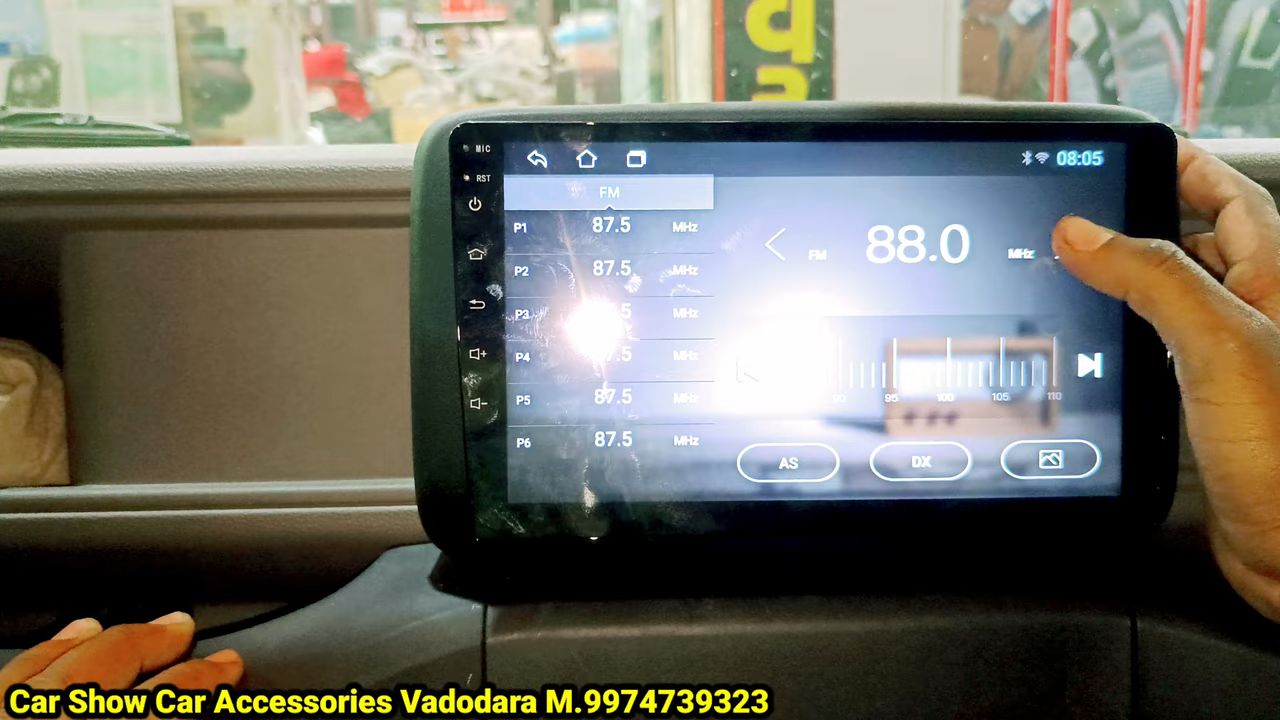 MIC
RST
08:05
FM
P1 87.5 MHz
P2 87.5 MHz
P3 MHz
P4 MHz
P5 87.5 MHz
P6 87.5 MHz
FM 88.0 MHz
90 95 100 105 110
AS DX
Car Show Car Accessories Vadodara M.9974739323